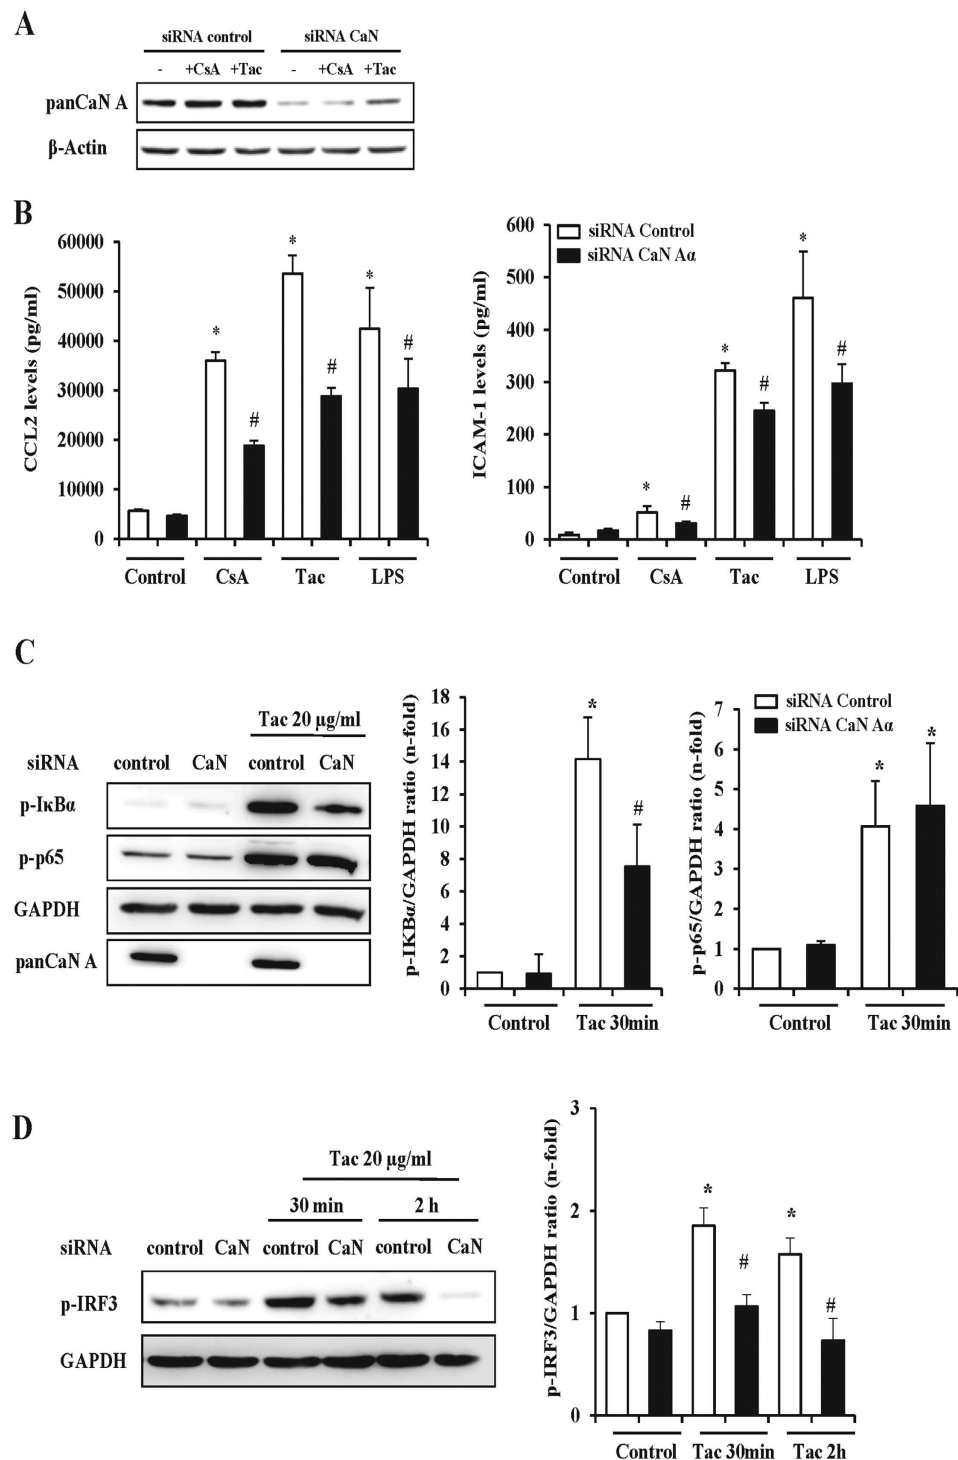 A
siRNA control siRNA CaN
- +CsA +Tac - +CsA +Tac
panCaN A
β-Actin
B
CCL2 levels (pg/ml)
60000
50000
40000
30000
20000
10000
0
* * * # # #
Control CsA Tac LPS
ICAM-1 levels (pg/ml)
600
500
400
300
200
100
0
siRNA Control
siRNA CaN Aα
* * * # # #
Control CsA Tac LPS
C
Tac 20 µg/ml
siRNA control CaN control CaN
p-IκBα
p-p65
GAPDH
panCaN A
p-IKBα/GAPDH ratio (n-fold)
18
16
14
12
10
8
6
4
2
0
* #
Control Tac 30min
p-p65/GAPDH ratio (n-fold)
7
6
5
4
3
2
1
0
siRNA Control
siRNA CaN Aα
* *
Control Tac 30min
D
Tac 20 µg/ml
30 min 2 h
siRNA control CaN control CaN control CaN
p-IRF3
GAPDH
p-IRF3/GAPDH ratio (n-fold)
3
2
1
0
* # * #
Control Tac 30min Tac 2h